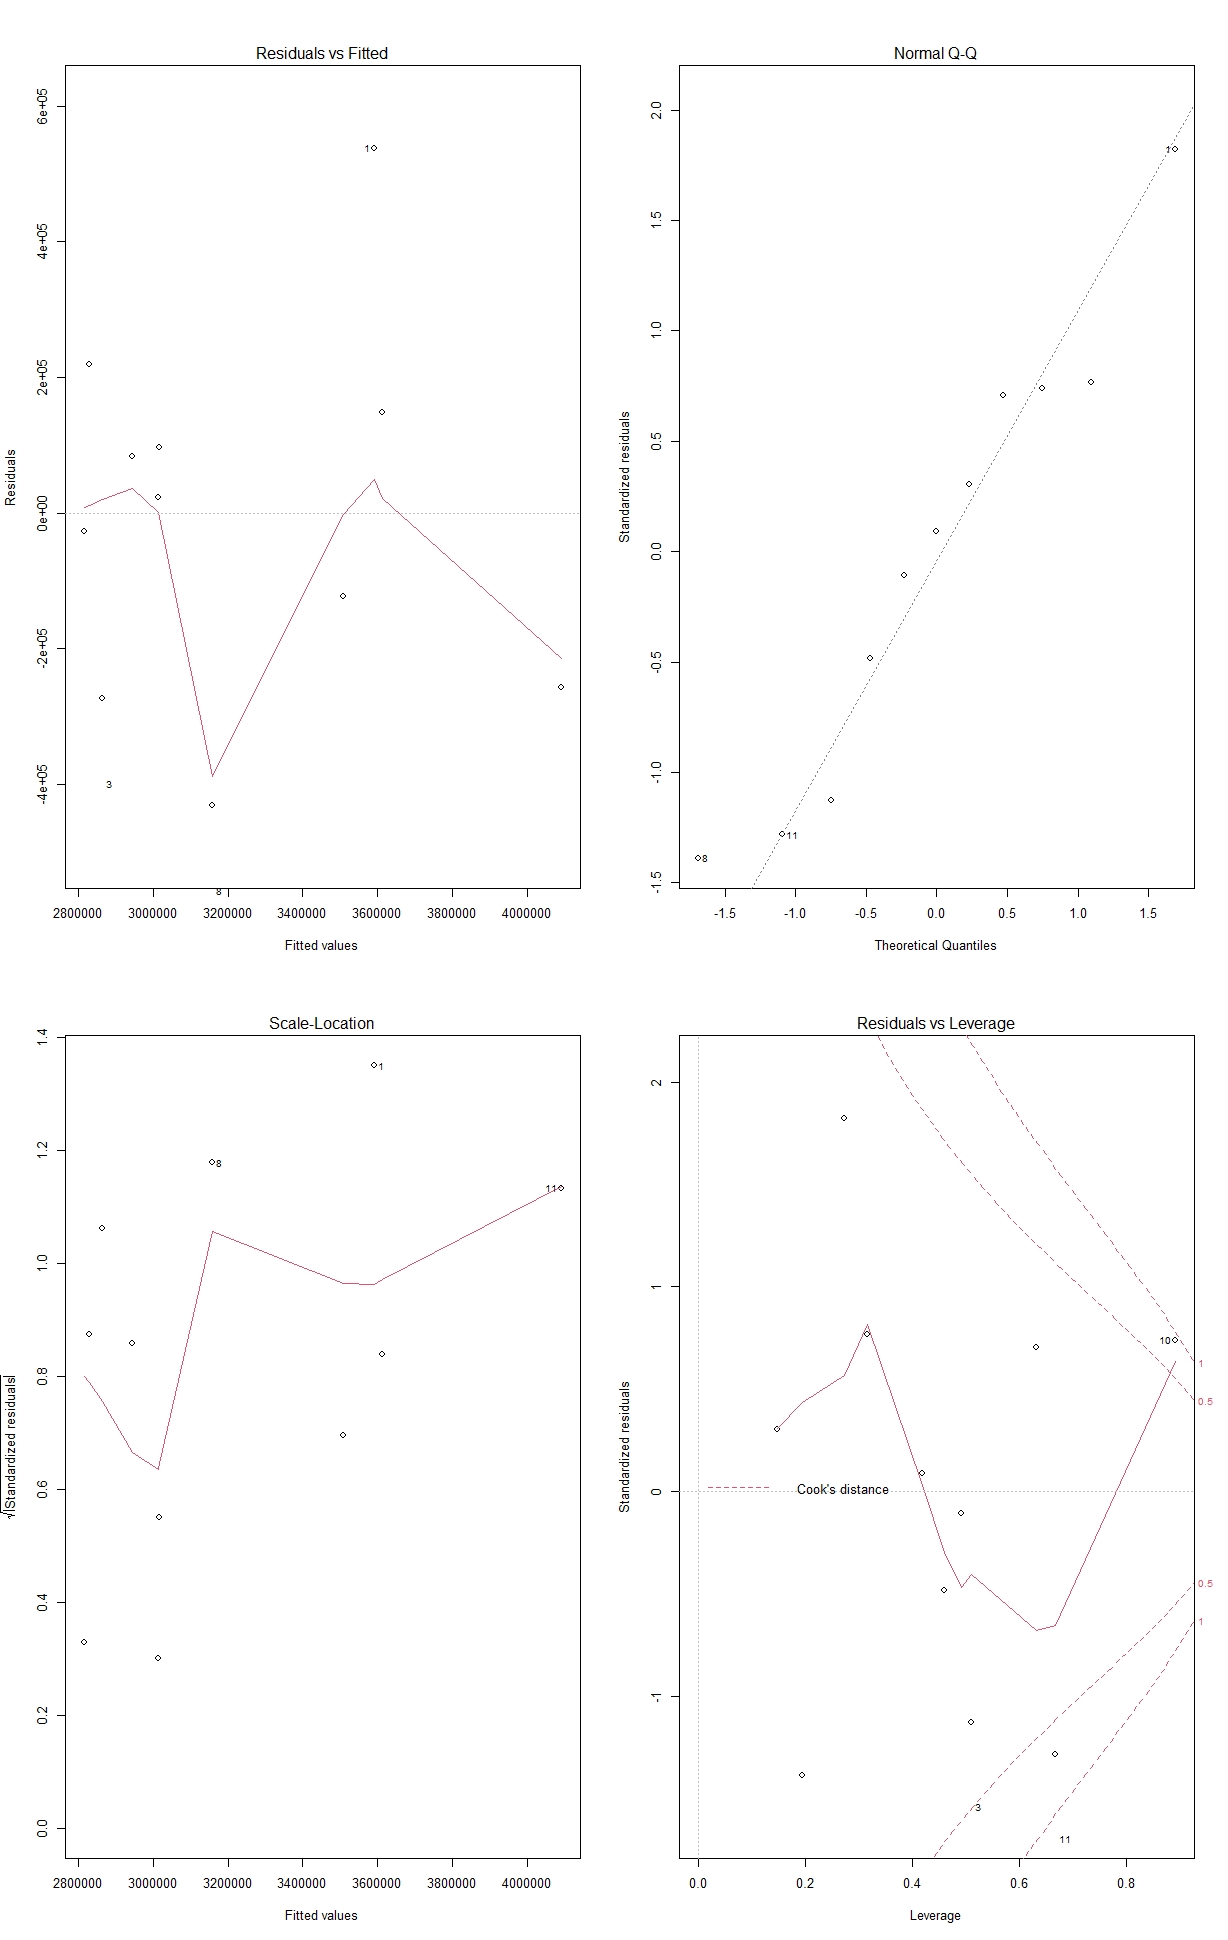 Residuals vs Fitted
Residuals
6e+05
4e+05
2e+05
0e+00
-2e+05
-4e+05
1
3
8
2800000 3000000 3200000 3400000 3600000 3800000 4000000
Fitted values
Normal Q-Q
Standardized residuals
2.0
1.5
1.0
0.5
0.0
-0.5
-1.0
-1.5
1
11
8
-1.5 -1.0 -0.5 0.0 0.5 1.0 1.5
Theoretical Quantiles
Scale-Location
√|Standardized residuals|
1.4
1.2
1.0
0.8
0.6
0.4
0.2
0.0
1
8
11
2800000 3000000 3200000 3400000 3600000 3800000 4000000
Fitted values
Residuals vs Leverage
Standardized residuals
2
1
0
-1
10
1
0.5
Cook's distance
0.5
1
3
11
0.0 0.2 0.4 0.6 0.8
Leverage